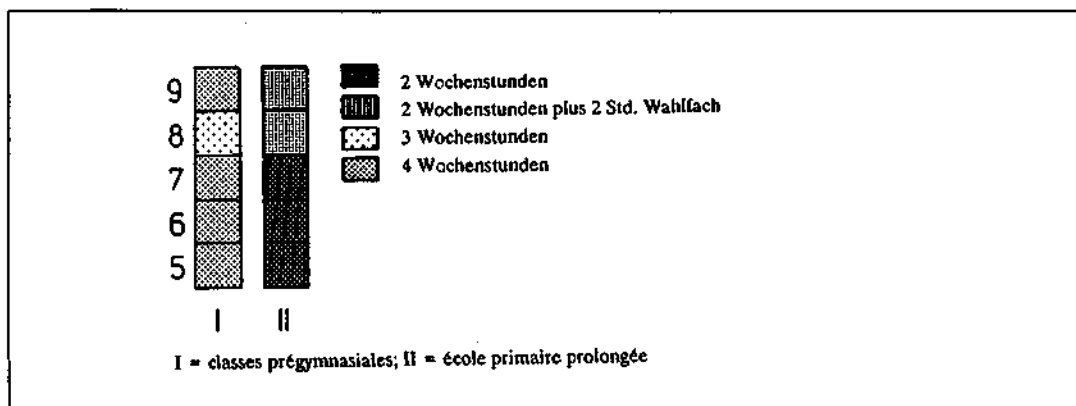 9
8
7
6
5
I II
2 Wochenstunden
2 Wochenstunden plus 2 Std. Wahlfach
3 Wochenstunden
4 Wochenstunden
I = classes prégymnasiales; II = école primaire prolongée